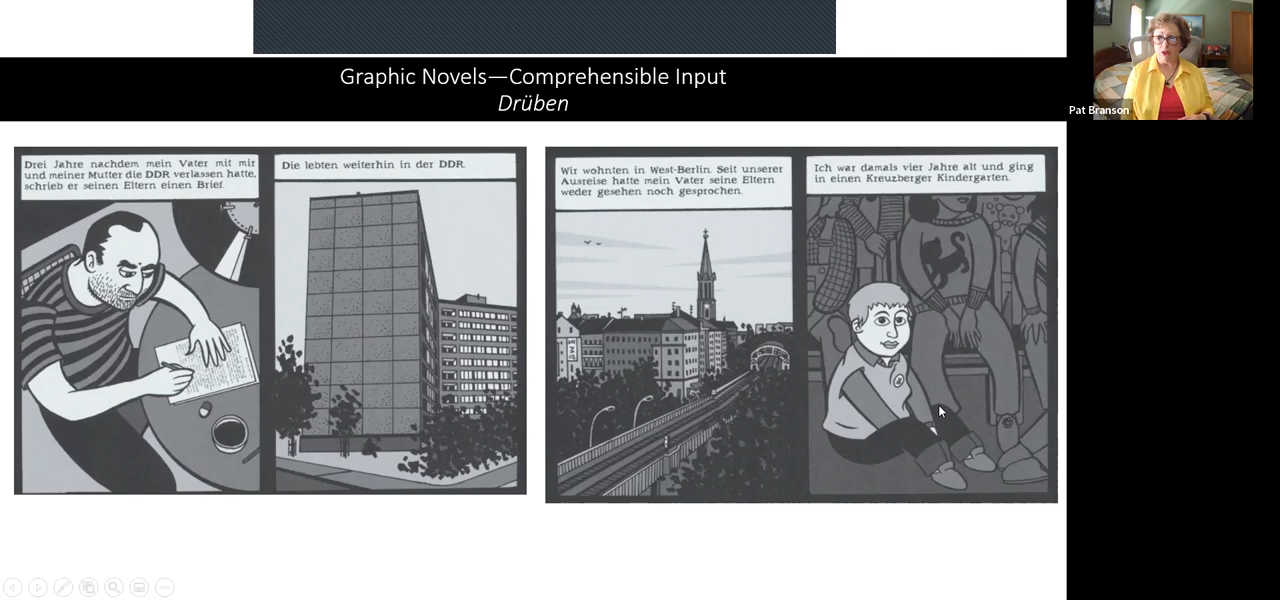 Graphic Novels—Comprehensible Input
Drüben
Pat Branson
Drei Jahre nachdem mein Vater mit mir
und meiner Mutter die DDR verlassen hatte,
schrieb er seinen Eltern einen Brief.
Die lebten weiterhin in der DDR.
Wir wohnten in West-Berlin. Seit unserer
Ausreise hatte mein Vater seine Eltern
weder gesehen noch gesprochen.
Ich war damals vier Jahre alt und ging
in einen Kreuzberger Kindergarten.